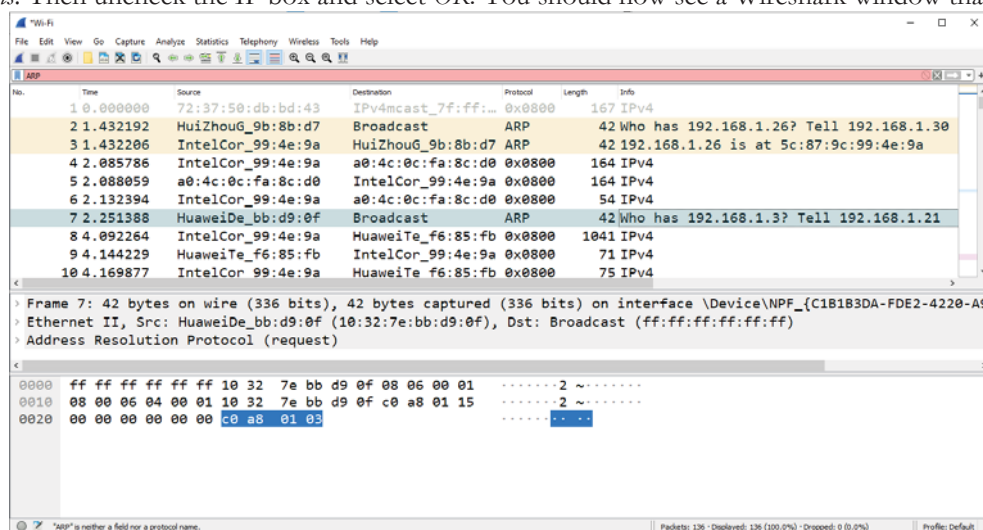 is. Then uncheck the IP box and select OK. You should now see a Wireshark window tha
*Wi-Fi
File Edit View Go Capture Analyze Statistics Telephony Wireless Tools Help
ARP
No. Time Source Destination Protocol Length Info
1 0.000000 72:37:50:db:bd:43 IPv4mcast_7f:ff:… 0x0800 167 IPv4
2 1.432192 HuiZhouG_9b:8b:d7 Broadcast ARP 42 Who has 192.168.1.26? Tell 192.168.1.30
3 1.432206 IntelCor_99:4e:9a HuiZhouG_9b:8b:d7 ARP 42 192.168.1.26 is at 5c:87:9c:99:4e:9a
4 2.085786 IntelCor_99:4e:9a a0:4c:0c:fa:8c:d0 0x0800 164 IPv4
5 2.088059 a0:4c:0c:fa:8c:d0 IntelCor_99:4e:9a 0x0800 164 IPv4
6 2.132394 IntelCor_99:4e:9a a0:4c:0c:fa:8c:d0 0x0800 54 IPv4
7 2.251388 HuaweiDe_bb:d9:0f Broadcast ARP 42 Who has 192.168.1.3? Tell 192.168.1.21
8 4.092264 IntelCor_99:4e:9a HuaweiTe_f6:85:fb 0x0800 1041 IPv4
9 4.144229 HuaweiTe_f6:85:fb IntelCor_99:4e:9a 0x0800 71 IPv4
10 4.169877 IntelCor_99:4e:9a HuaweiTe_f6:85:fb 0x0800 75 IPv4
Frame 7: 42 bytes on wire (336 bits), 42 bytes captured (336 bits) on interface \Device\NPF_{C1B1B3DA-FDE2-4220-A9
Ethernet II, Src: HuaweiDe_bb:d9:0f (10:32:7e:bb:d9:0f), Dst: Broadcast (ff:ff:ff:ff:ff:ff)
Address Resolution Protocol (request)
0000 ff ff ff ff ff ff 10 32 7e bb d9 0f 08 06 00 01 ·······2 ~·······
0010 08 00 06 04 00 01 10 32 7e bb d9 0f c0 a8 01 15 ·······2 ~·······
0020 00 00 00 00 00 00 c0 a8 01 03 ········ ··
"ARP" is neither a field nor a protocol name. Packets: 136 · Displayed: 136 (100.0%) · Dropped: 0 (0.0%) Profile: Default